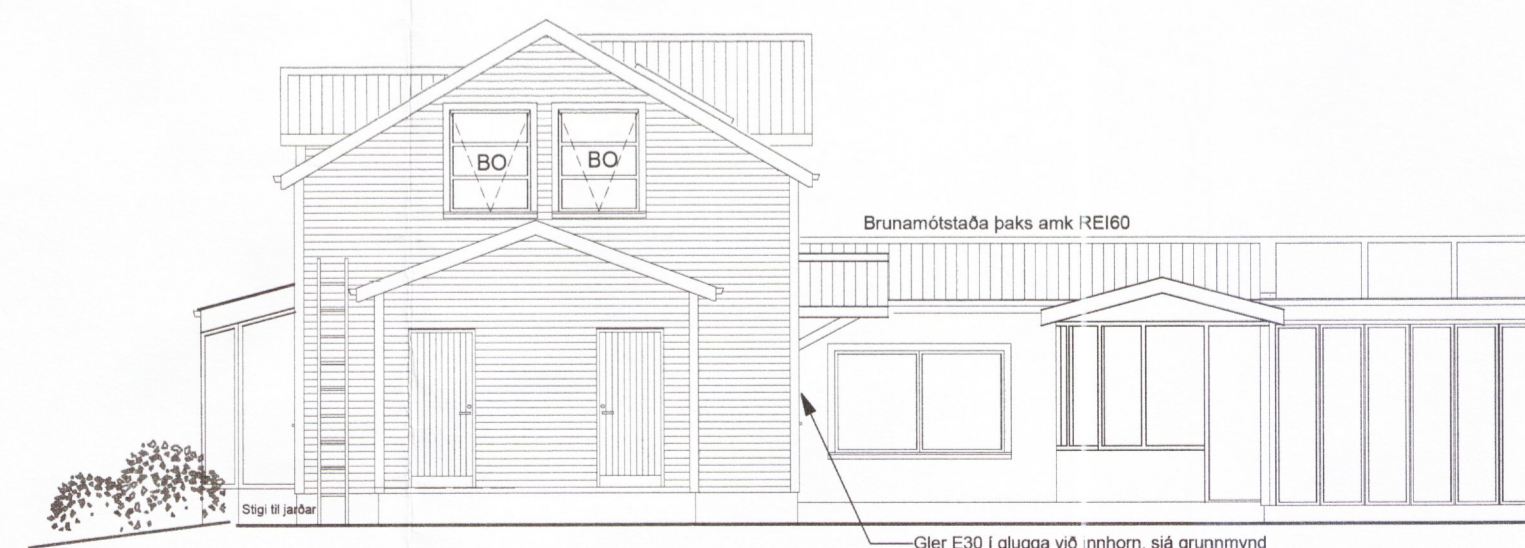 BO
BO
Brunamótstaða þaks amk REI60
Stigi til jarðar
Gler E30 í glugga við innhorn, sjá grunnmynd